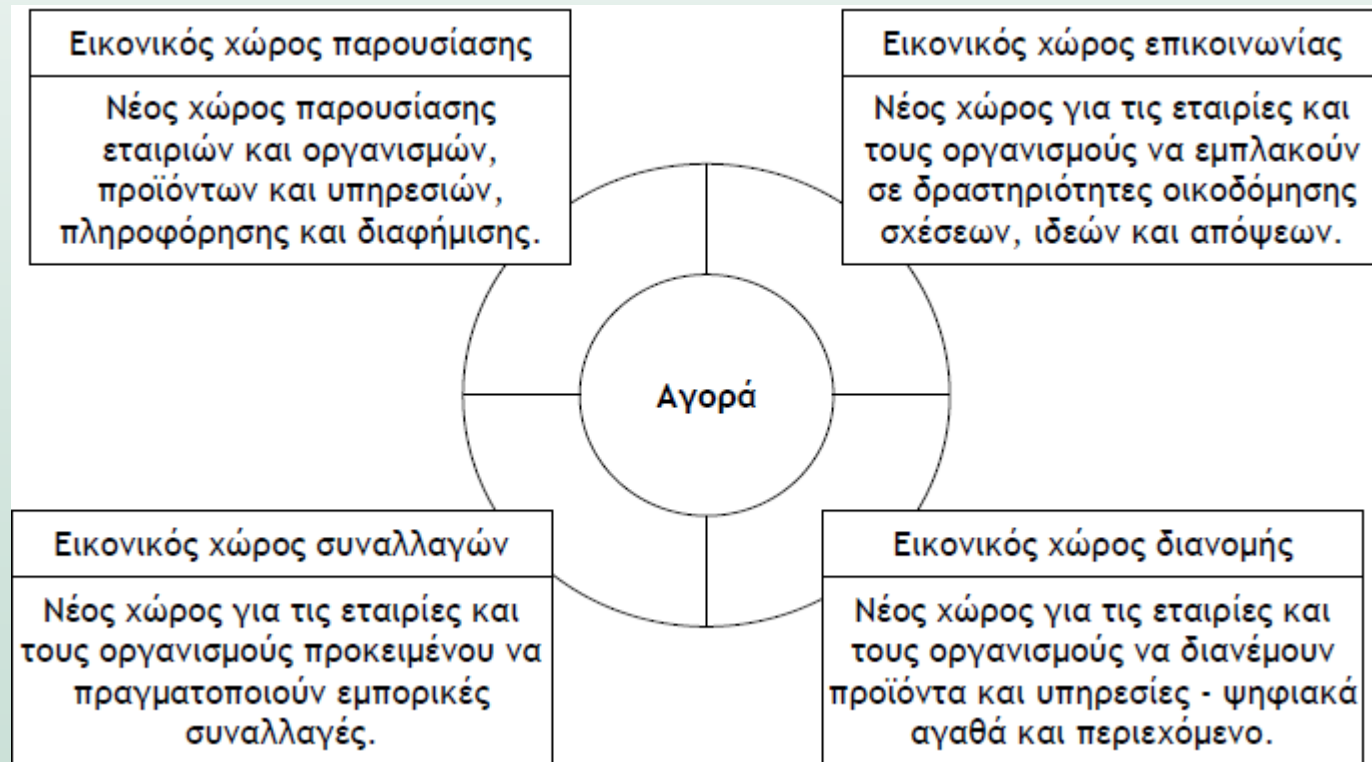 Εικονικός χώρος παρουσίασης
Νέος χώρος παρουσίασης
εταιριών και οργανισμών,
προϊόντων και υπηρεσιών,
πληροφόρησης και διαφήμισης.
Εικονικός χώρος επικοινωνίας
Νέος χώρος για τις εταιρίες και
τους οργανισμούς να εμπλακούν
σε δραστηριότητες οικοδόμησης
σχέσεων, ιδεών και απόψεων.
Αγορά
Εικονικός χώρος συναλλαγών
Νέος χώρος για τις εταιρίες και
τους οργανισμούς προκειμένου να
πραγματοποιούν εμπορικές
συναλλαγές.
Εικονικός χώρος διανομής
Νέος χώρος για τις εταιρίες και
τους οργανισμούς να διανέμουν
προϊόντα και υπηρεσίες - ψηφιακά
αγαθά και περιεχόμενο.